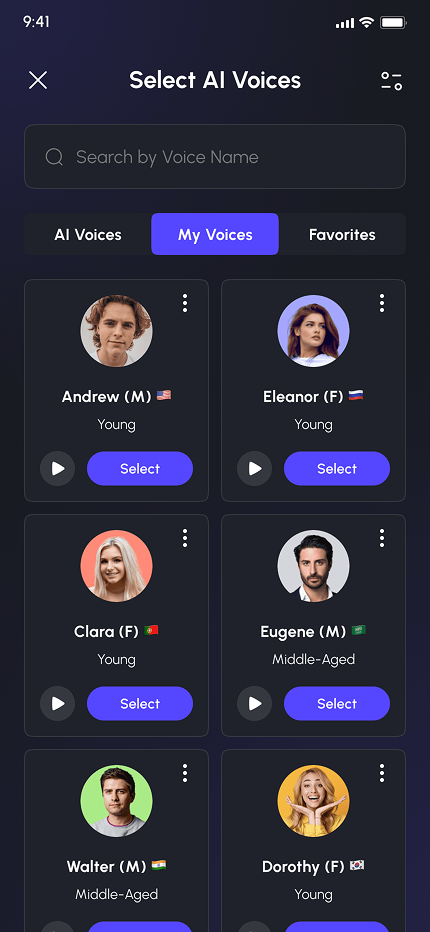 9:41
Select AI Voices
Search by Voice Name
AI Voices
My Voices
Favorites
Andrew (M) 🇺🇸
Young
Select
Eleanor (F) 🇷🇺
Young
Select
Clara (F) 🇵🇹
Young
Select
Eugene (M) 🇸🇦
Middle-Aged
Select
Walter (M) 🇮🇳
Middle-Aged
Dorothy (F) 🇰🇷
Young